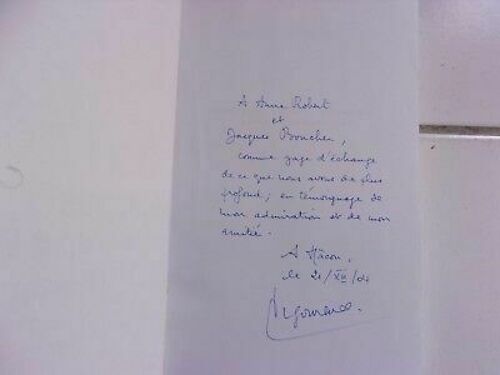 À Anne Robert
et
Jacques Boucher,
comme gage d'échange
de ce que nous avons de plus
profond ; en témoignage de
mon admiration et de mon
amitié.
A Mâcon,
le 21/XII/04